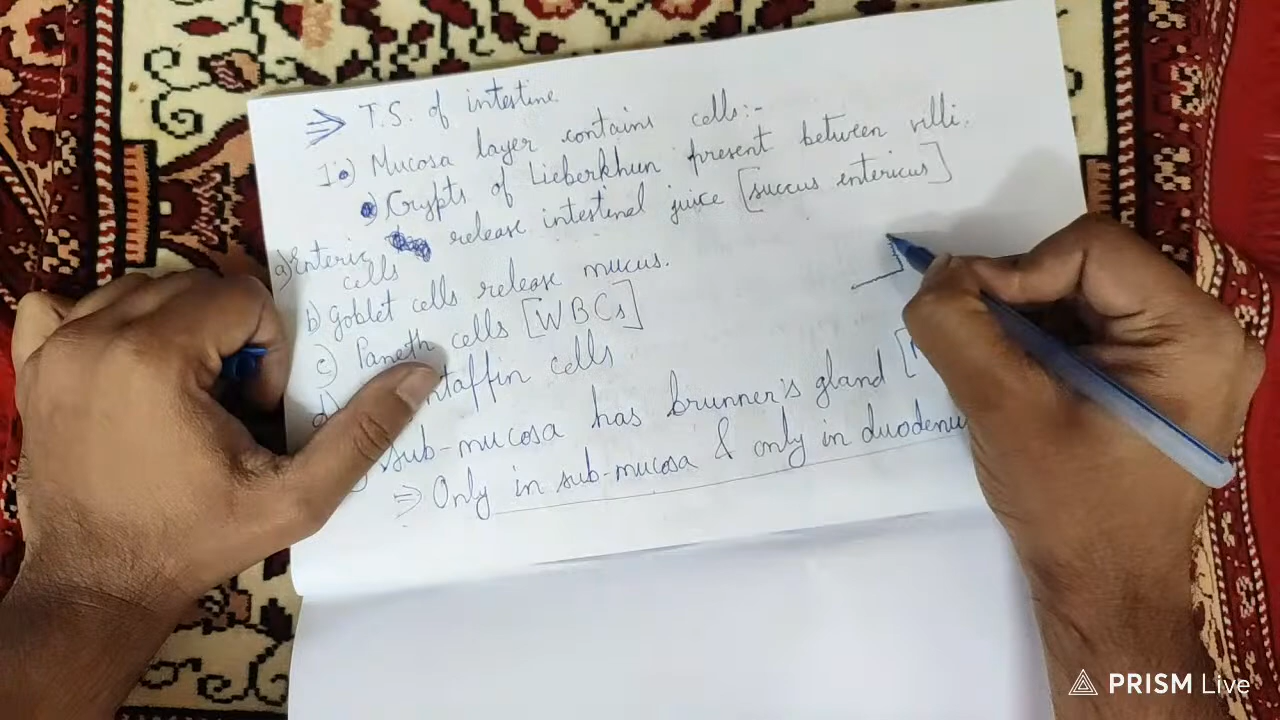 ⇒ T.S. of intestine
1•) Mucosa layer contains cells:-
• Crypts of Lieberkhun present between villi.
release intestinal juice [succus entericus]
a) Enteric cells
b) goblet cells release mucus.
c) Paneth cells [WBCs]
d) ntaffin cells
Sub-mucosa has brunner's gland [
⇒ Only in sub-mucosa & only in duodenu
PRISM Live